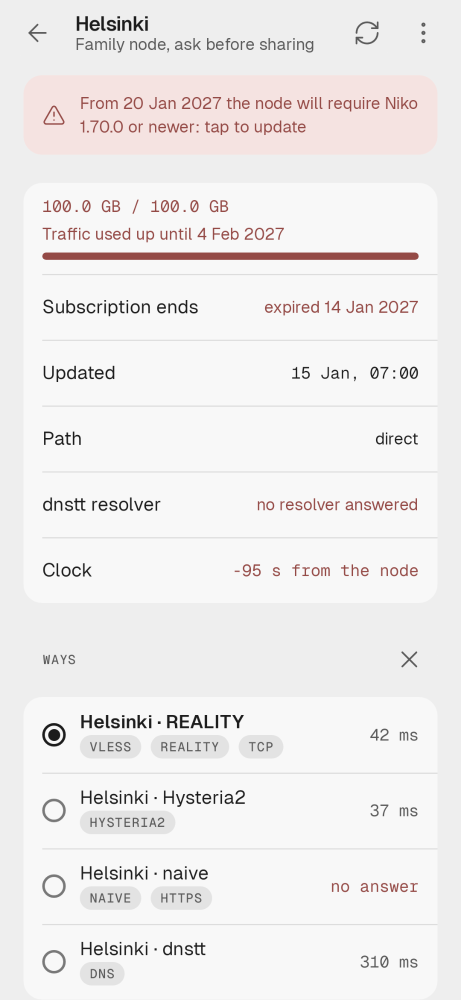 Helsinki
Family node, ask before sharing
From 20 Jan 2027 the node will require Niko
1.70.0 or newer: tap to update
100.0 GB / 100.0 GB
Traffic used up until 4 Feb 2027
Subscription ends expired 14 Jan 2027
Updated 15 Jan, 07:00
Path direct
dnstt resolver no resolver answered
Clock -95 s from the node
WAYS
Helsinki · REALITY 42 ms
VLESS REALITY TCP
Helsinki · Hysteria2 37 ms
HYSTERIA2
Helsinki · naive no answer
NAIVE HTTPS
Helsinki · dnstt 310 ms
DNS